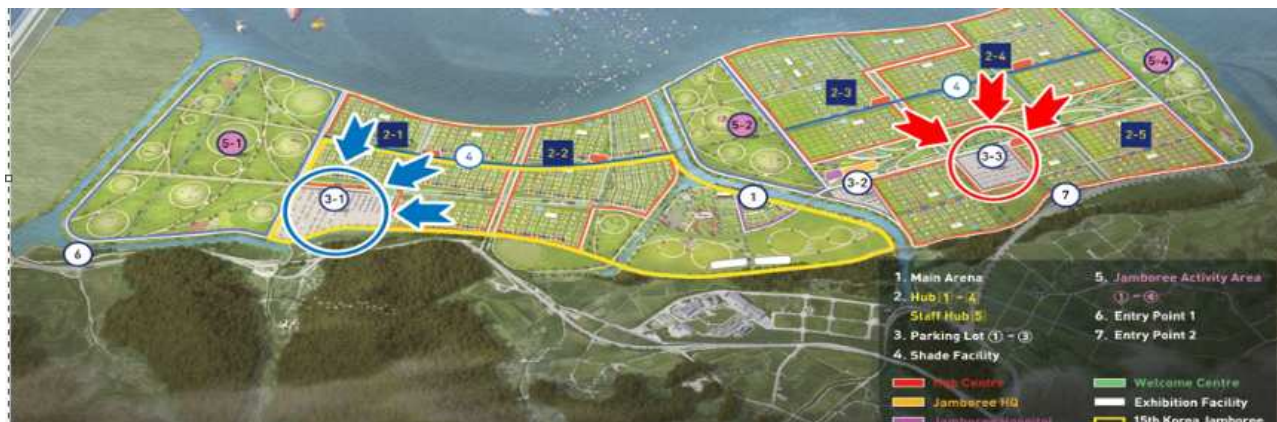 2-4
5-4
4
2-3
2-1
5-2
2-5
5-1
4
2-2
3-3
3-1
3-2
1
7
6
1. Main Arena
2. Hub 1 - 4
Staff Hub 5
3. Parking Lot ① - ③
4. Shade Facility
5. Jamboree Activity Area
① - ④
6. Entry Point 1
7. Entry Point 2
Hub Centre
Jamboree HQ
Jamboree Hospital
Welcome Centre
Exhibition Facility
15th Korea Jamboree